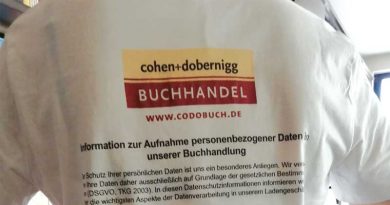 cohen+dobernigg
BUCHHANDEL
WWW.CODOBUCH.DE
formation zur Aufnahme personenbezogener Daten in
unserer Buchhandlung
Schutz Ihrer persönlichen Daten ist uns ein besonderes Anliegen. Wir
Ihre Daten daher ausschließlich auf Grundlage der gesetzlichen
(DSGVO, TKG 2003). In diesen Datenschutzinformationen informieren
die wichtigsten Aspekte der Datenverarbeitung in unserem